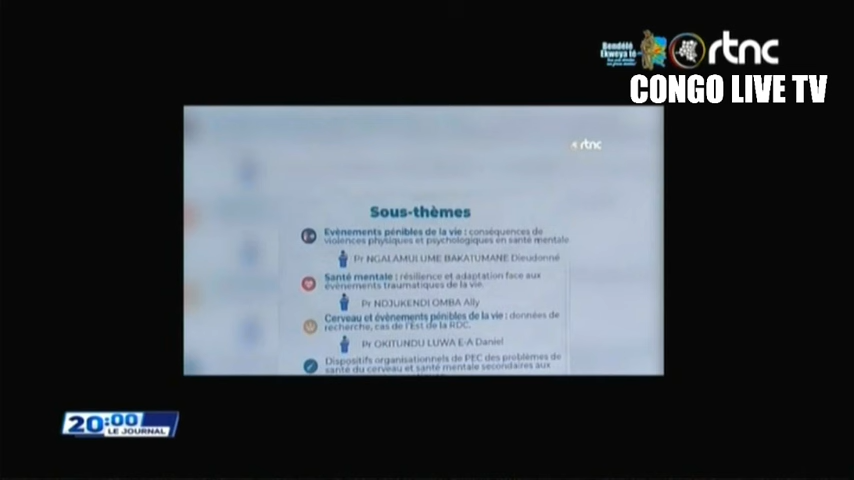 Bendélé
Ekweya té
rtnc
CONGO LIVE TV
rtnc
Sous-thèmes
Evènements pénibles de la vie : conséquences de
violences physiques et psychologiques en santé mentale
Pr NGALAMULUME BAKATUMANE Dieudonné
Santé mentale : résilience et adaptation face aux
évènements traumatiques de la vie.
Pr NDJUKENDI OMBA Ally
Cerveau et évènements pénibles de la vie : données de
recherche, cas de l'Est de la RDC.
Pr OKITUNDU LUWA E-A Daniel
Dispositifs organisationnels de PEC des problèmes de
santé du cerveau et santé mentale secondaires aux
20:00
LE JOURNAL